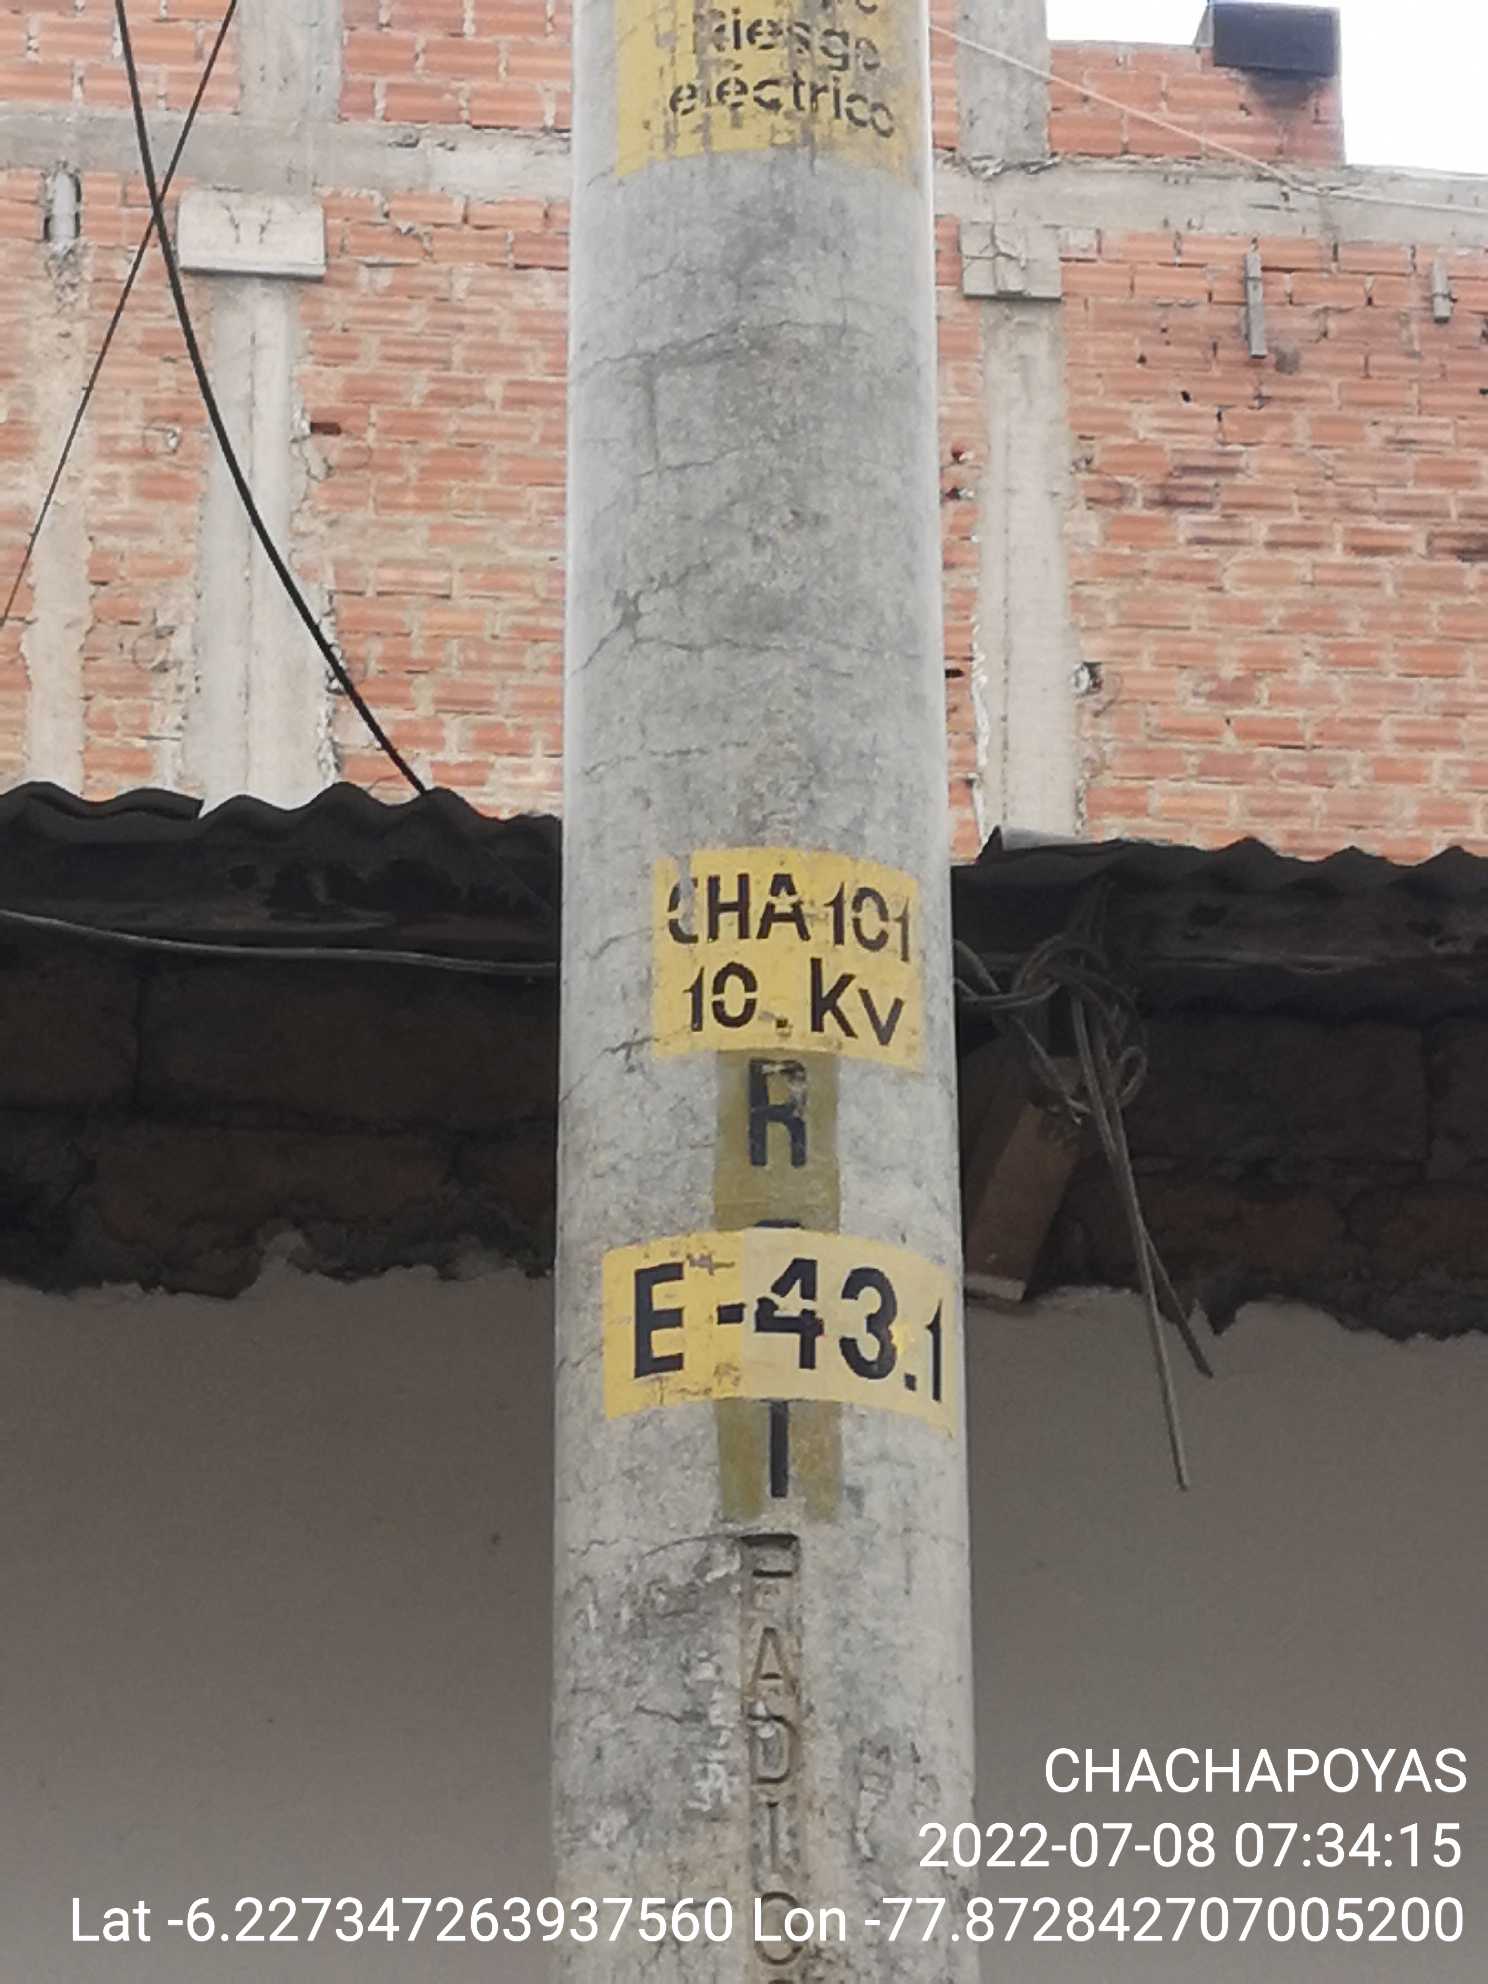 Riesgo
eléctrico
CHA 101
10.Kv
R
E-43.1
CHACHAPOYAS
2022-07-08 07:34:15
Lat -6.227347263937560 Lon -77.872842707005200